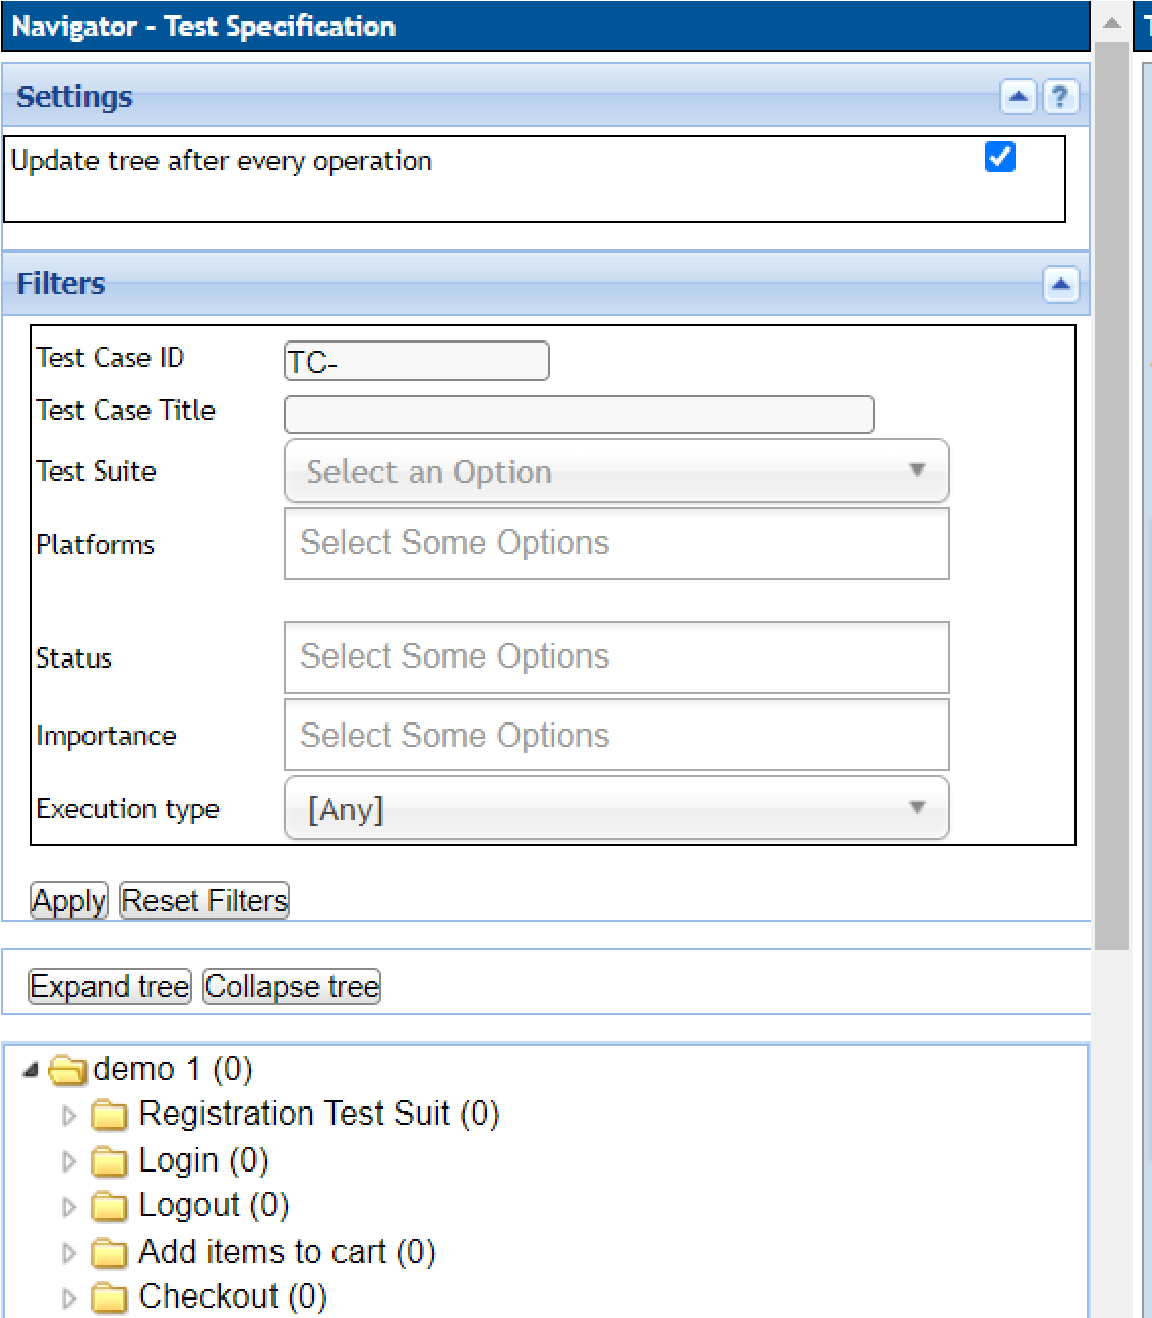 Navigator - Test Specification
T
Settings
?
Update tree after every operation
Filters
Test Case ID TC-
Test Case Title
Test Suite Select an Option
Platforms Select Some Options
Status Select Some Options
Importance Select Some Options
Execution type [Any]
Apply Reset Filters
Expand tree Collapse tree
demo 1 (0)
Registration Test Suit (0)
Login (0)
Logout (0)
Add items to cart (0)
Checkout (0)